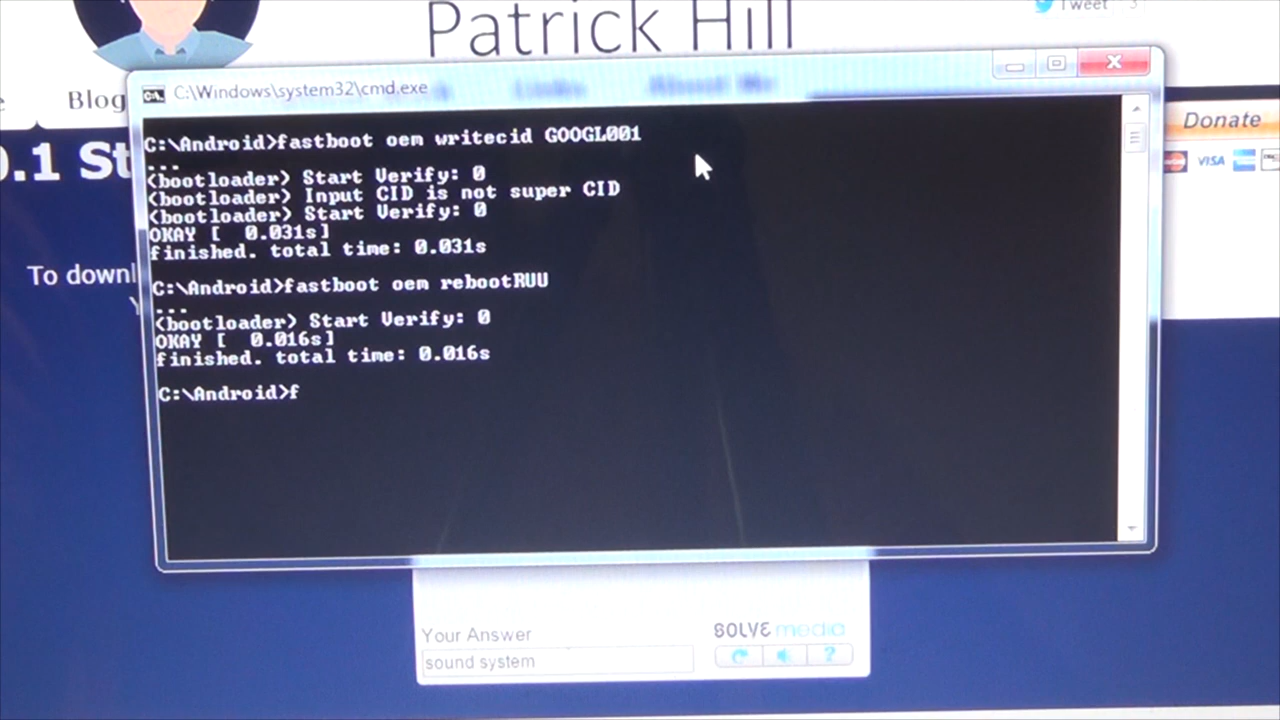 Patrick Hill
Tweet
Blog
C:\Windows\system32\cmd.exe
Donate
VISA
0.1 St
To downl
C:\Android>fastboot oem writecid GOOGL001
...
(bootloader) Start Verify: 0
(bootloader) Input CID is not super CID
(bootloader) Start Verify: 0
OKAY [  0.031s]
finished. total time: 0.031s
C:\Android>fastboot oem rebootRUU
...
(bootloader) Start Verify: 0
OKAY [  0.016s]
finished. total time: 0.016s
C:\Android>f
Your Answer
SOLVE media
sound system
?